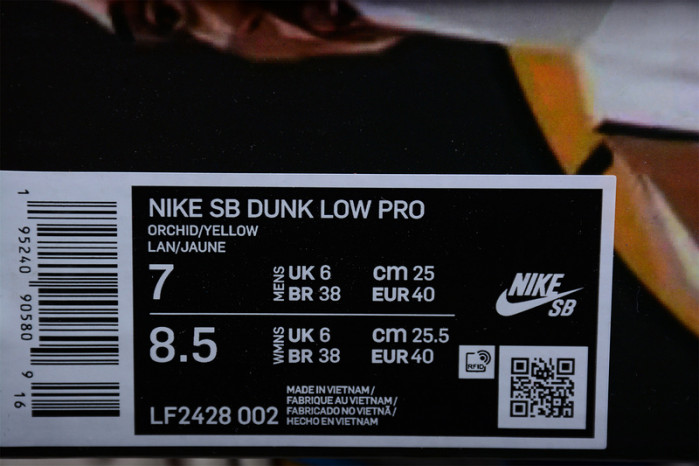 NIKE SB DUNK LOW PRO
ORCHID/YELLOW
LAN/JAUNE
7
MENS
UK 6
cm 25
BR 38
EUR 40
8.5
WMNS
UK 6
cm 25.5
BR 38
EUR 40
NIKE
SB
RFID
LF2428 002
MADE IN VIETNAM /
FABRIQUE AU VIETNAM /
FABRICADO NO VIETNÃ /
HECHO EN VIETNAM
1 95240 90580 9
16